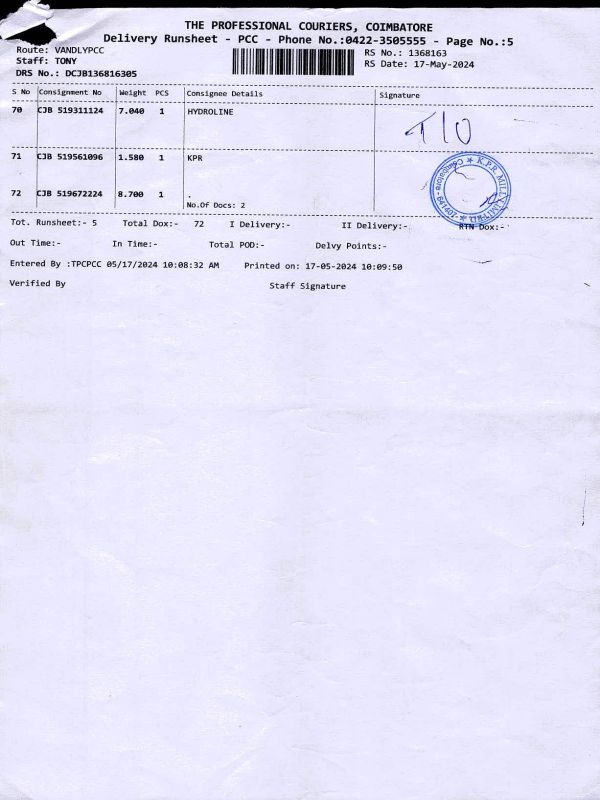 THE PROFESSIONAL COURIERS, COIMBATORE
Delivery Runsheet - PCC - Phone No.:0422-3505555 - Page No.:5
Route: VANDLYPCC
RS No.: 1368163
Staff: TONY
RS Date: 17-May-2024
DRS No.: DCJB136816305
S No Consignment No Weight PCS Consignee Details Signature
70 CJB 519311124 7.040 1 HYDROLINE
T/O
71 CJB 519561096 1.580 1 KPR
K.P.R. MILL LIMITED
Coimbatore - 641407
72 CJB 519672224 8.700 1 .
No.Of Docs: 2
Tot. Runsheet:- 5 Total Dox:- 72 I Delivery:- II Delivery:- RTN Dox:-
Out Time:- In Time:- Total POD:- Delvy Points:-
Entered By :TPCPCC 05/17/2024 10:08:32 AM Printed on: 17-05-2024 10:09:50
Verified By Staff Signature